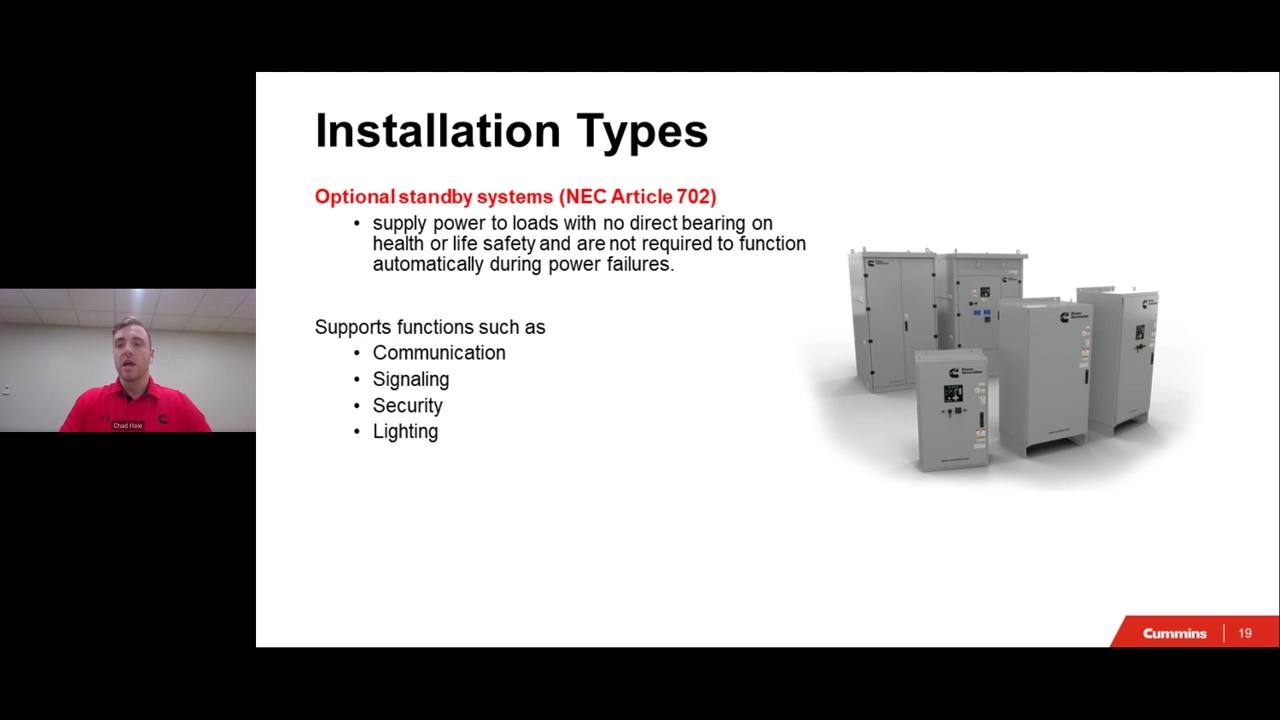 Installation Types
Optional standby systems (NEC Article 702)
• supply power to loads with no direct bearing on
health or life safety and are not required to function
automatically during power failures.
Supports functions such as
• Communication
• Signaling
• Security
• Lighting
Chad Hale
Power
Generation
Cummins
19